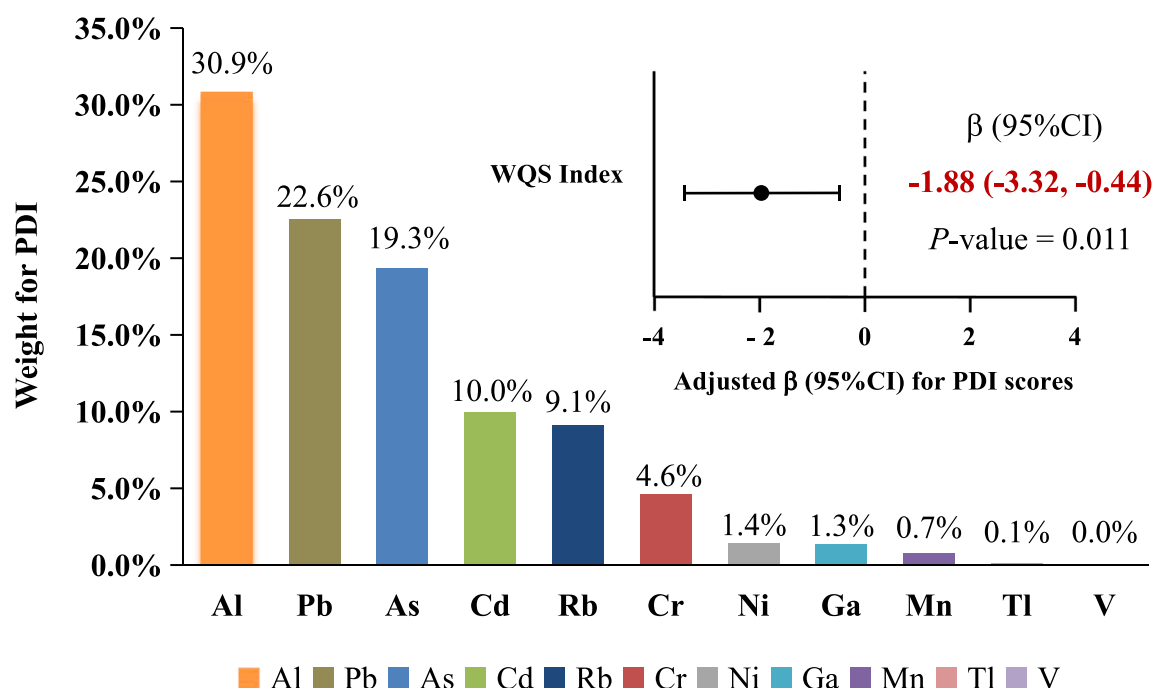 35.0%
30.0%
25.0%
20.0%
15.0%
10.0%
5.0%
0.0%
Weight for PDI
30.9%
22.6%
19.3%
10.0%
9.1%
4.6%
1.4%
1.3%
0.7%
0.1%
0.0%
Al Pb As Cd Rb Cr Ni Ga Mn Tl V
WQS Index
β (95%CI)
-1.88 (-3.32, -0.44)
P-value = 0.011
-4 - 2 0 2 4
Adjusted β (95%CI) for PDI scores
Al Pb As Cd Rb Cr Ni Ga Mn Tl V